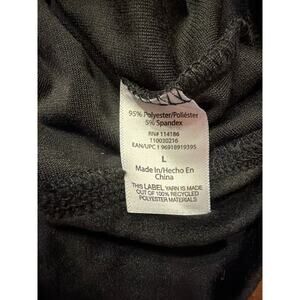 95% Polyester/Poliéster
5% Spandex
RN# 114186
110030216
EAN/UPC 1 96918919395
L
Made In/Hecho En
China
THIS LABEL YARN IS MADE
OUT OF 100% RECYCLED
POLYESTER MATERIALS